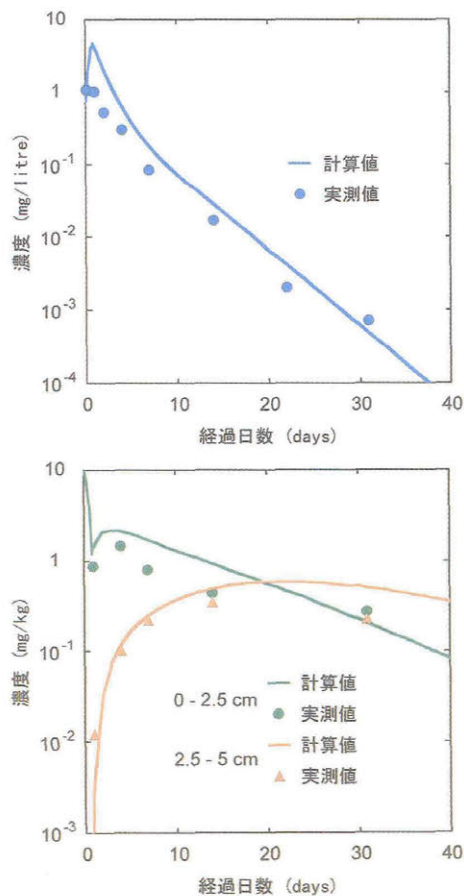 10
1
10⁻¹
10⁻²
10⁻³
10⁻⁴
濃度 (mg/litre)
計算値
実測値
0 10 20 30 40
経過日数 (days)
10
1
10⁻¹
10⁻²
10⁻³
濃度 (mg/kg)
0 - 2.5 cm
計算値
実測値
2.5 - 5 cm
計算値
実測値
0 10 20 30 40
経過日数 (days)